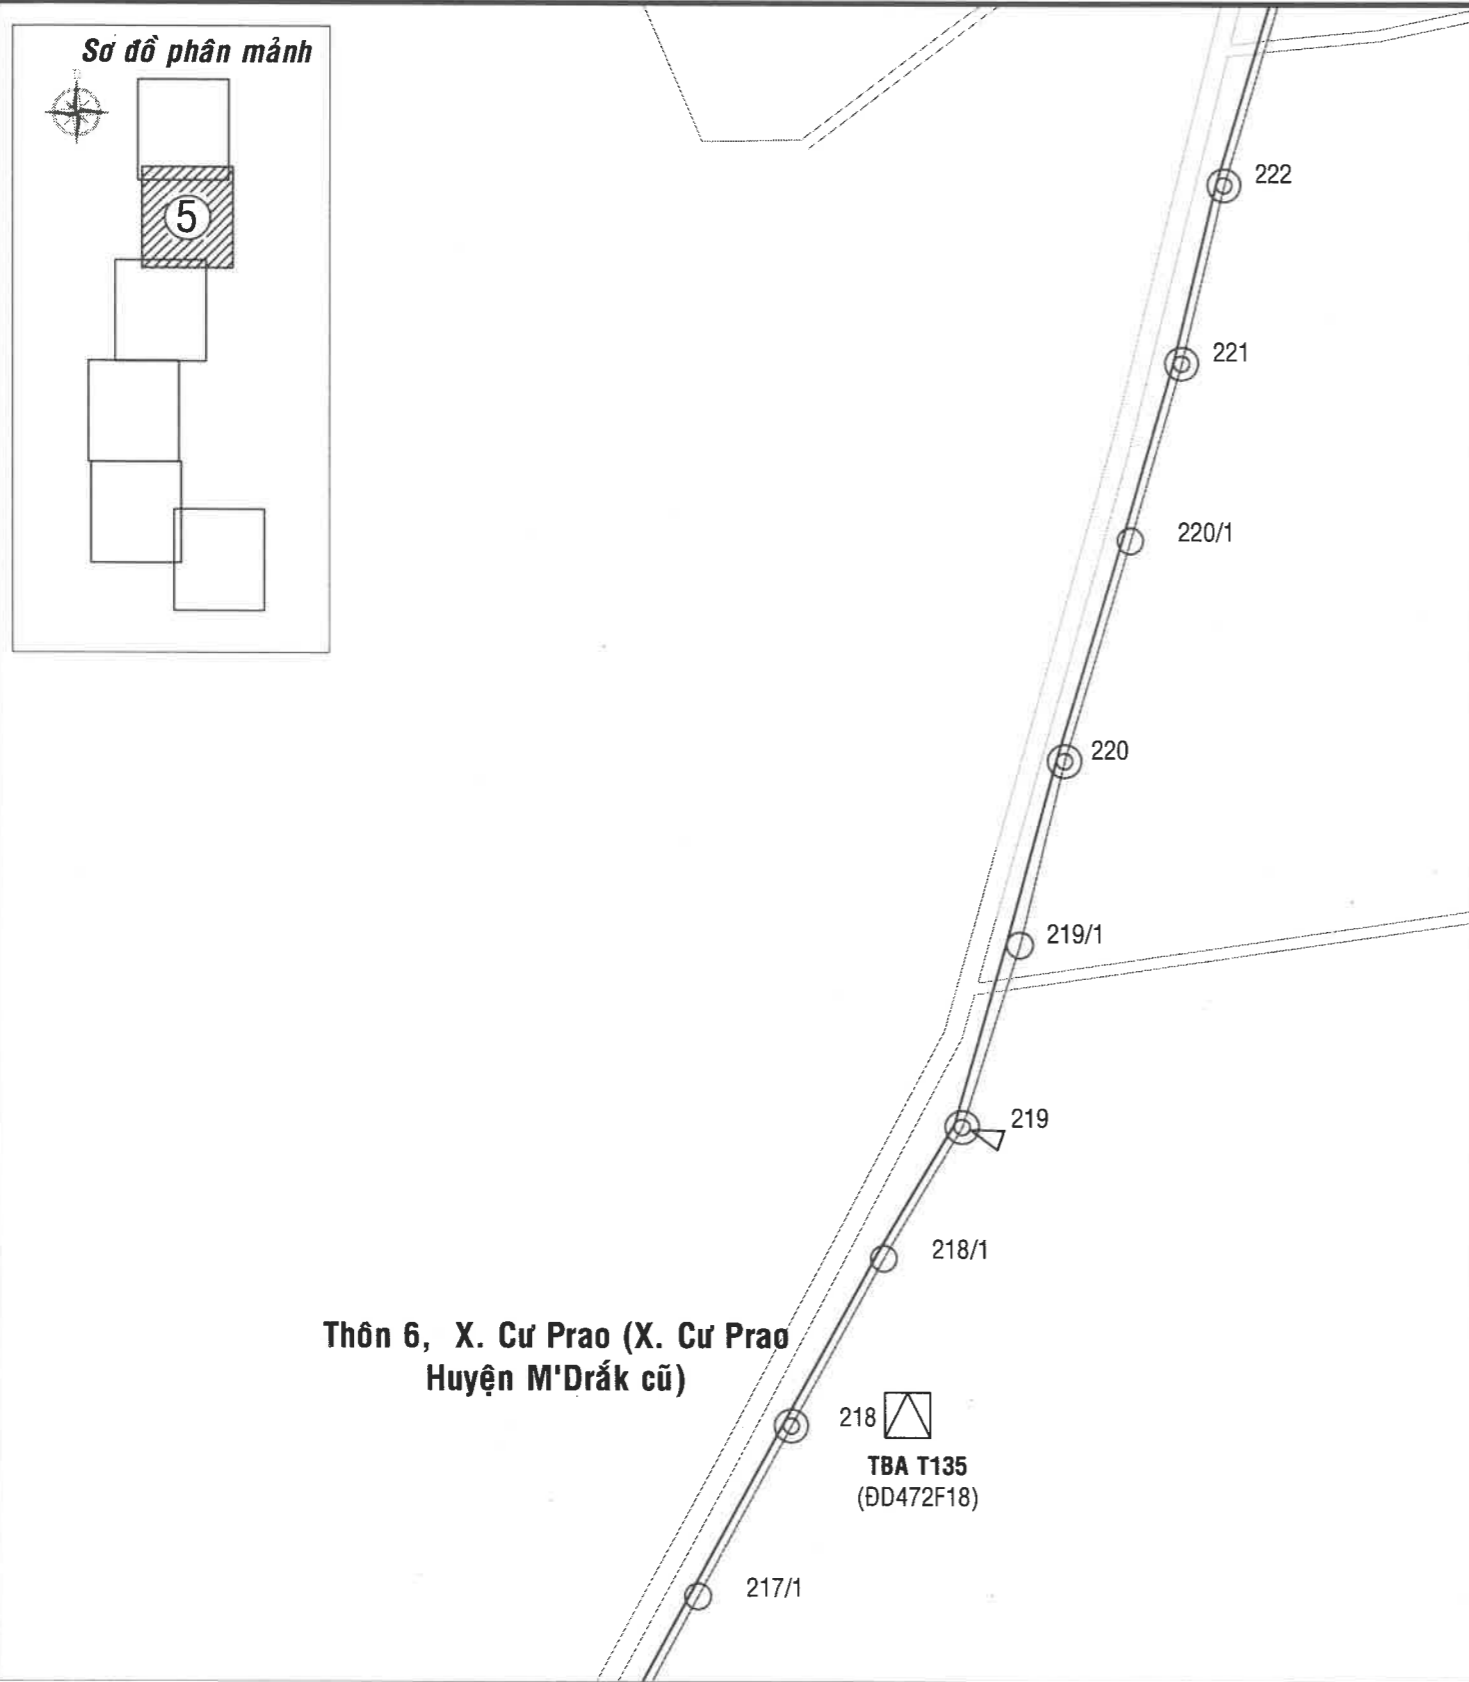 Sơ đồ phân mảnh
5
222
221
220/1
220
219/1
219
218/1
Thôn 6, X. Cư Prao (X. Cư Prao
Huyện M'Drắk cũ)
218
TBA T135
(ĐD472F18)
217/1